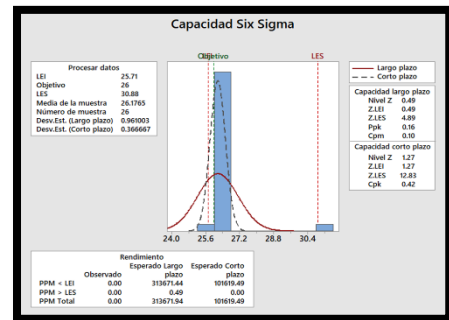 Capacidad Six Sigma
Procesar datos
LEI 25.71
Objetivo 26
LES 30.88
Media de la muestra 26.1765
Número de muestra 26
Desv.Est. (Largo plazo) 0.961003
Desv.Est. (Corto plazo) 0.366667
Objetivo
LES
24.0 25.6 27.2 28.8 30.4
Largo plazo
Corto plazo
Capacidad largo plazo
Nivel Z 0.49
Z.LEI 0.49
Z.LES 4.89
Ppk 0.16
Cpm 0.10
Capacidad corto plazo
Nivel Z 1.27
Z.LEI 1.27
Z.LES 12.83
Cpk 0.42
Rendimiento
Esperado Largo Esperado Corto
Observado plazo plazo
PPM < LEI 0.00 313671.44 101619.49
PPM > LES 0.00 0.49 0.00
PPM Total 0.00 313671.94 101619.49